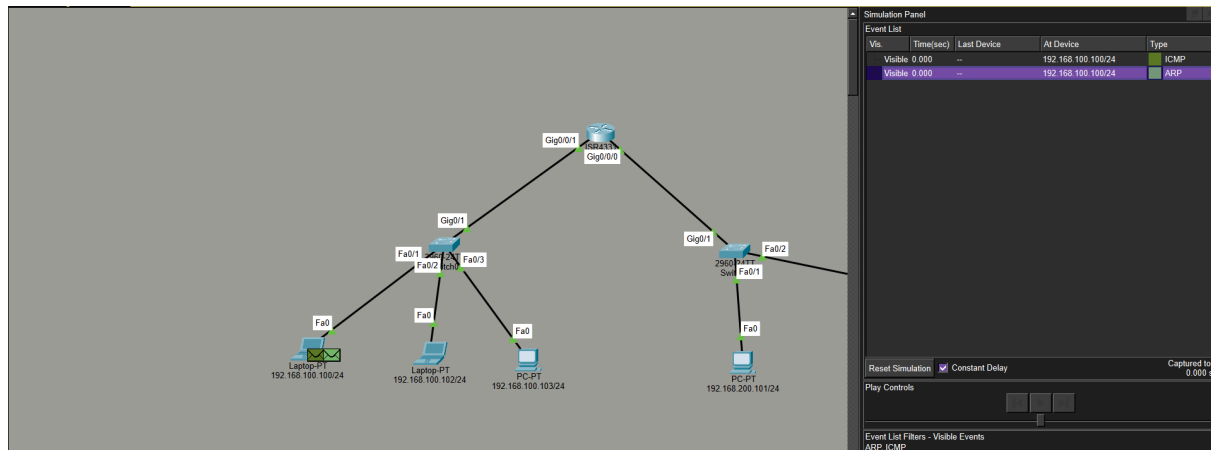 Simulation Panel
Event List
Vis. Time(sec) Last Device At Device Type
Visible 0.000 -- 192.168.100.100/24 ICMP
Visible 0.000 -- 192.168.100.100/24 ARP
Gig0/0/1
ISR4331
Gig0/0/0
Gig0/1
Gig0/1
Fa0/1
Fa0/2
Fa0/3
Fa0/2
2960-24TT
Fa0/1
Fa0
Fa0
Fa0
Fa0
Laptop-PT
192.168.100.100/24
Laptop-PT
192.168.100.102/24
PC-PT
192.168.100.103/24
PC-PT
192.168.200.101/24
Reset Simulation Constant Delay
Captured to
0.000 s
Play Controls
Event List Filters - Visible Events
ARP, ICMP